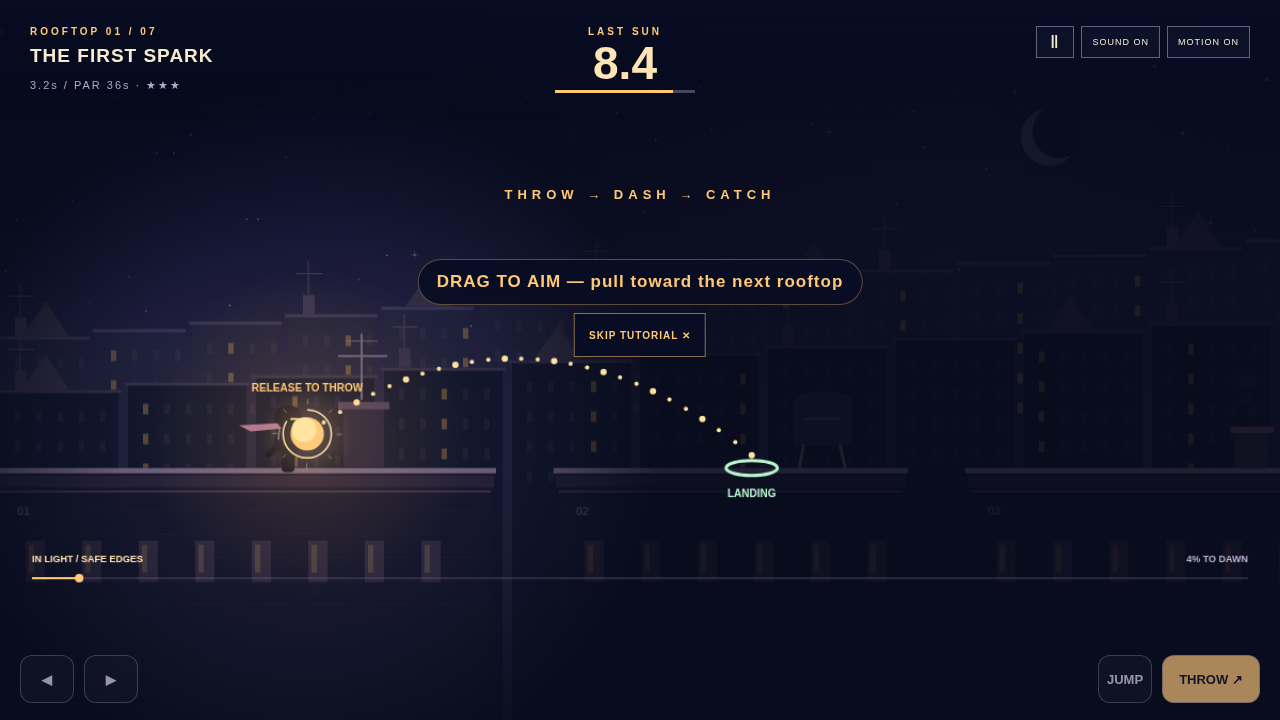 ROOFTOP 01 / 07
THE FIRST SPARK
3.2s / PAR 36s · ★★★
LAST SUN
8.4
SOUND ON
MOTION ON
THROW → DASH → CATCH
DRAG TO AIM — pull toward the next rooftop
SKIP TUTORIAL ✕
RELEASE TO THROW
LANDING
01
02
03
IN LIGHT / SAFE EDGES
4% TO DAWN
◀
▶
JUMP
THROW ↗